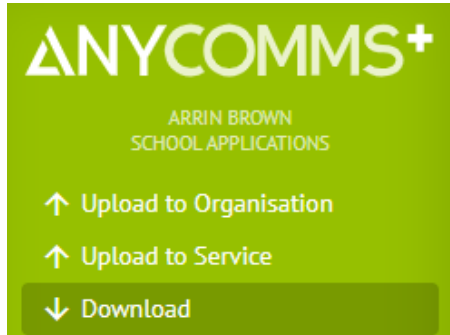 ANYCOMMS+
ARRIN BROWN
SCHOOL APPLICATIONS
↑ Upload to Organisation
↑ Upload to Service
↓ Download